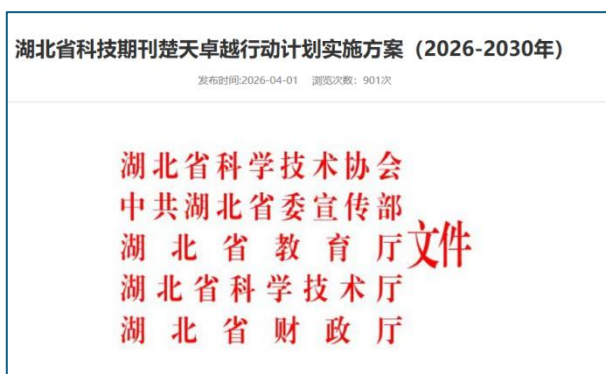 湖北省科技期刊楚天卓越行动计划实施方案（2026-2030年）
发布时间:2026-04-01 浏览次数：901次
湖北省科学技术协会
中共湖北省委宣传部
湖北省教育厅文件
湖北省科学技术厅
湖北省财政厅